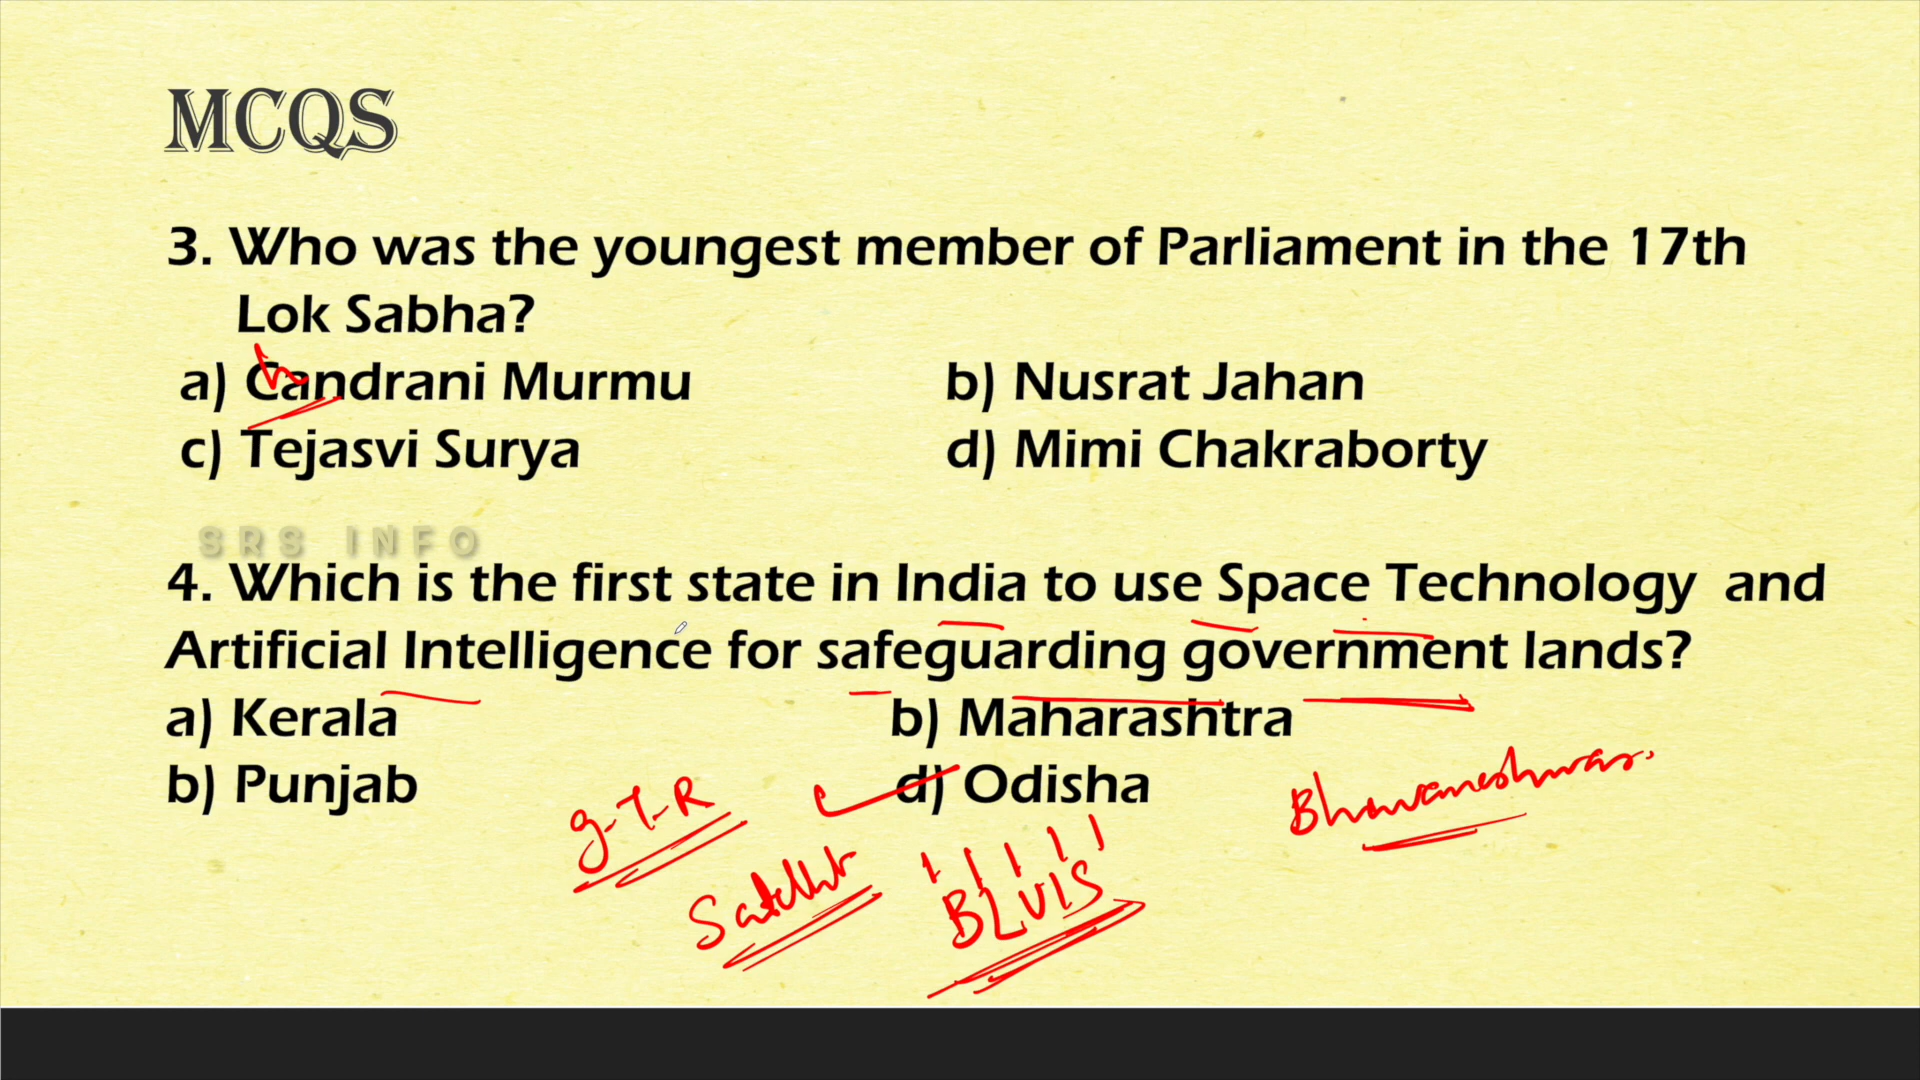 MCQS
3. Who was the youngest member of Parliament in the 17th
Lok Sabha?
a) Candrani Murmu b) Nusrat Jahan
h
c) Tejasvi Surya d) Mimi Chakraborty
SRS INFO
4. Which is the first state in India to use Space Technology and
Artificial Intelligence for safeguarding government lands?
a) Kerala b) Maharashtra
b) Punjab d) Odisha
Bhuvaneshwar.
BLUIS